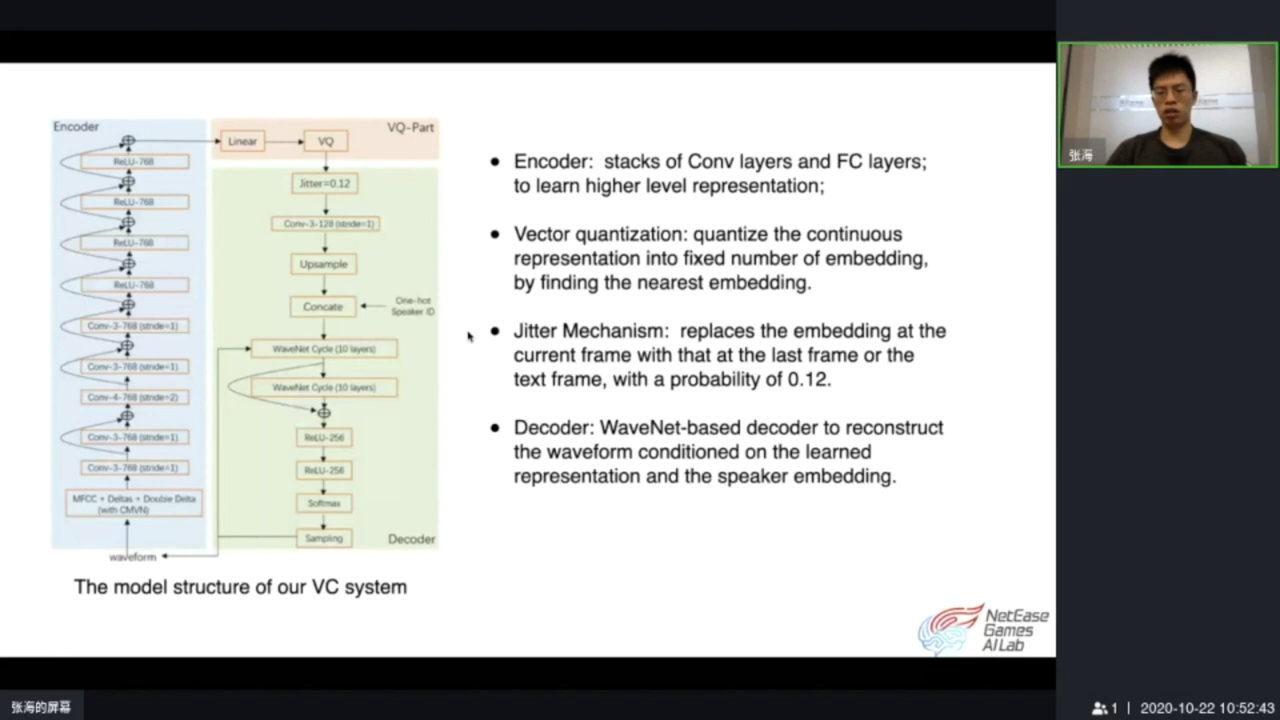 Encoder
VQ-Part
Linear
VQ
ReLU-768
ReLU-768
ReLU-768
ReLU-768
Conv-3-768 (stride=1)
Conv-3-768 (stride=1)
Conv-4-768 (stride=2)
Conv-3-768 (stride=1)
Conv-3-768 (stride=1)
MFCC + Deltas + Double Delta
(with CMVN)
waveform
Jitter=0.12
Conv-3-128 (stride=1)
Upsample
Concate
One-hot
Speaker ID
WaveNet Cycle (10 layers)
WaveNet Cycle (10 layers)
ReLU-256
ReLU-256
Softmax
Sampling
Decoder
The model structure of our VC system
● Encoder: stacks of Conv layers and FC layers;
to learn higher level representation;
● Vector quantization: quantize the continuous
representation into fixed number of embedding,
by finding the nearest embedding.
● Jitter Mechanism: replaces the embedding at the
current frame with that at the last frame or the
text frame, with a probability of 0.12.
● Decoder: WaveNet-based decoder to reconstruct
the waveform conditioned on the learned
representation and the speaker embedding.
NetEase
Games
AI Lab
张海
张海的屏幕
1 | 2020-10-22 10:52:43